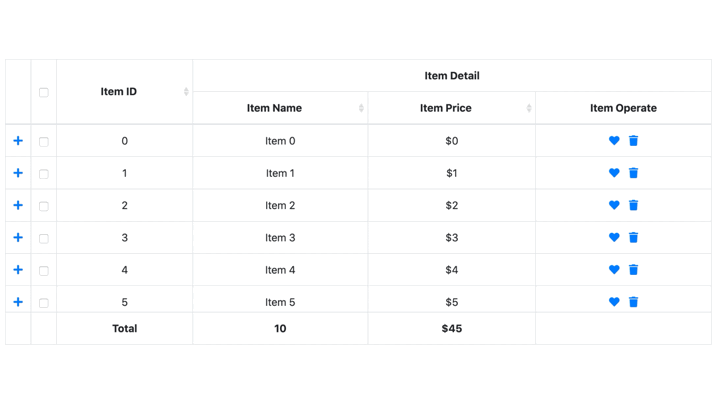 Item Detail
Item ID
Item Name Item Price Item Operate
0 Item 0 $0
1 Item 1 $1
2 Item 2 $2
3 Item 3 $3
4 Item 4 $4
5 Item 5 $5
Total 10 $45